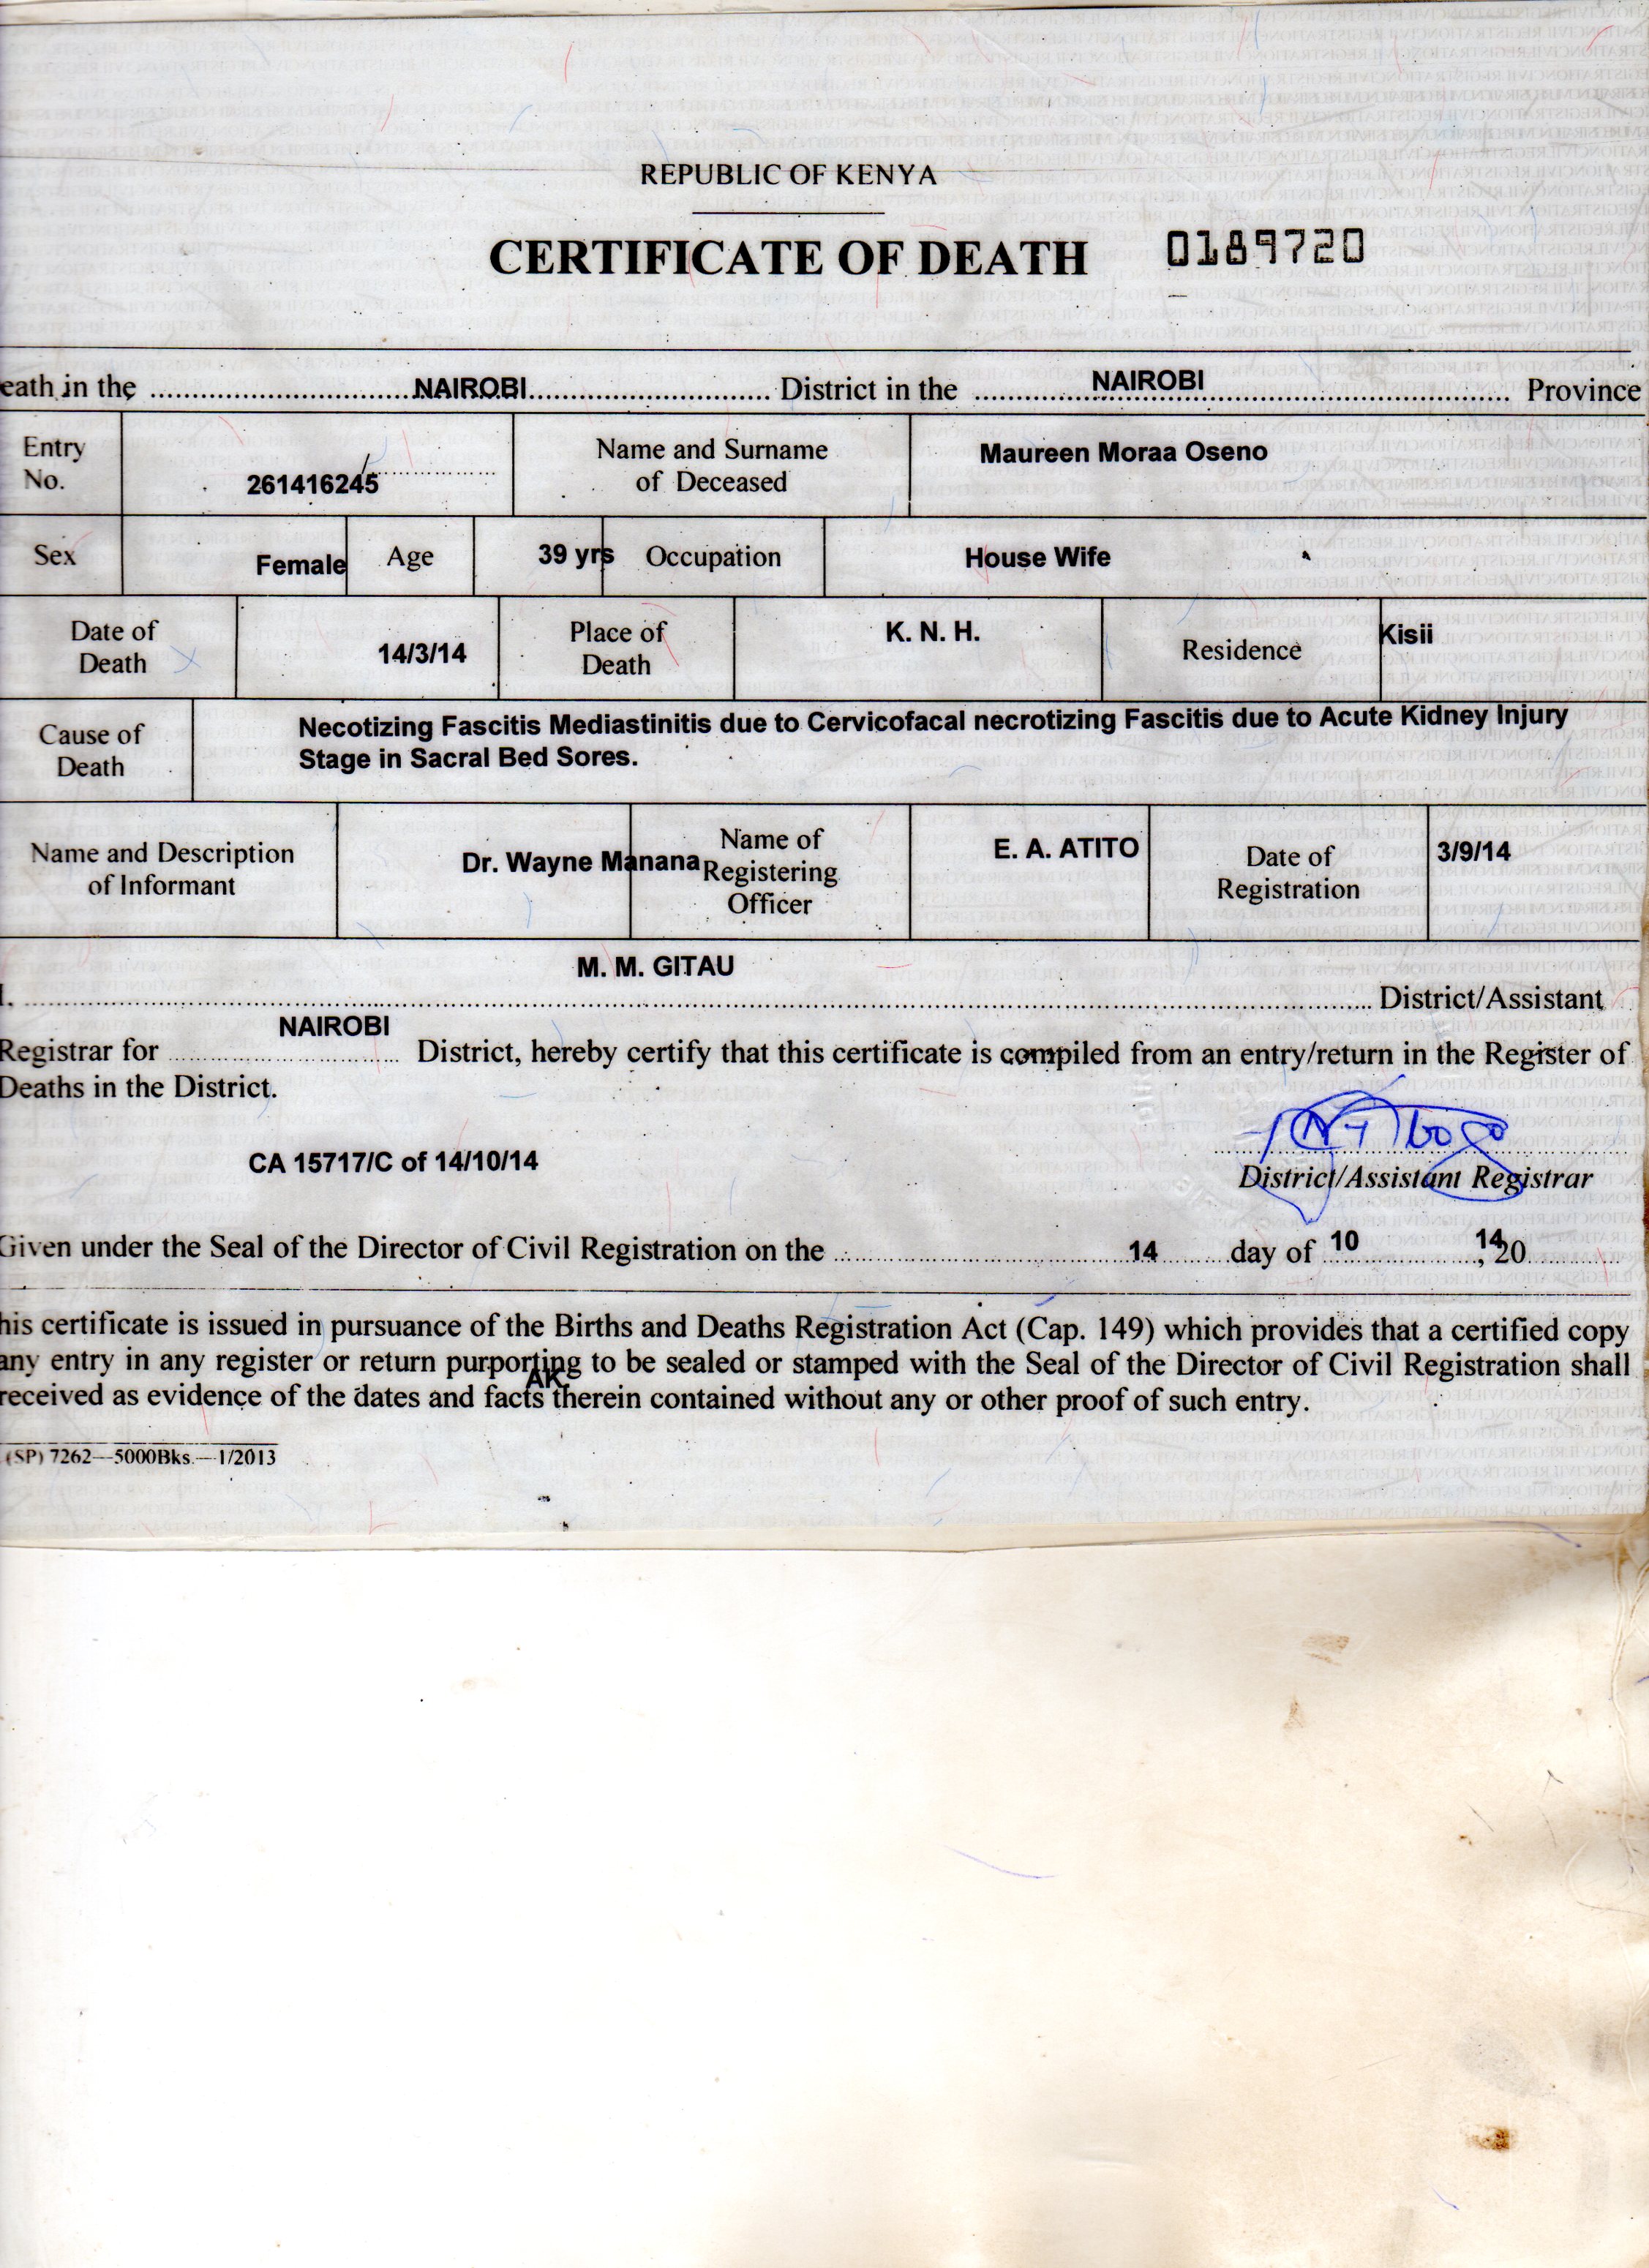 REPUBLIC OF KENYA
CERTIFICATE OF DEATH 0189720
eath in the NAIROBI District in the NAIROBI Province
Entry No. 261416245 Name and Surname of Deceased Maureen Moraa Oseno
Sex Female Age 39 yrs Occupation House Wife
Date of Death 14/3/14 Place of Death K. N. H. Residence Kisii
Cause of Death Necotizing Fascitis Mediastinitis due to Cervicofacal necrotizing Fascitis due to Acute Kidney Injury
Stage in Sacral Bed Sores.
Name and Description of Informant Dr. Wayne Manana Name of Registering Officer E. A. ATITO Date of Registration 3/9/14
M. M. GITAU
I. District/Assistant
NAIROBI
Registrar for District, hereby certify that this certificate is compiled from an entry/return in the Register of
Deaths in the District.
CA 15717/C of 14/10/14
District/Assistant Registrar
Given under the Seal of the Director of Civil Registration on the 14 day of 10 14, 20
his certificate is issued in pursuance of the Births and Deaths Registration Act (Cap. 149) which provides that a certified copy
any entry in any register or return purporting to be sealed or stamped with the Seal of the Director of Civil Registration shall
AK
received as evidence of the dates and facts therein contained without any or other proof of such entry.
(SP) 7262—5000Bks.—1/2013